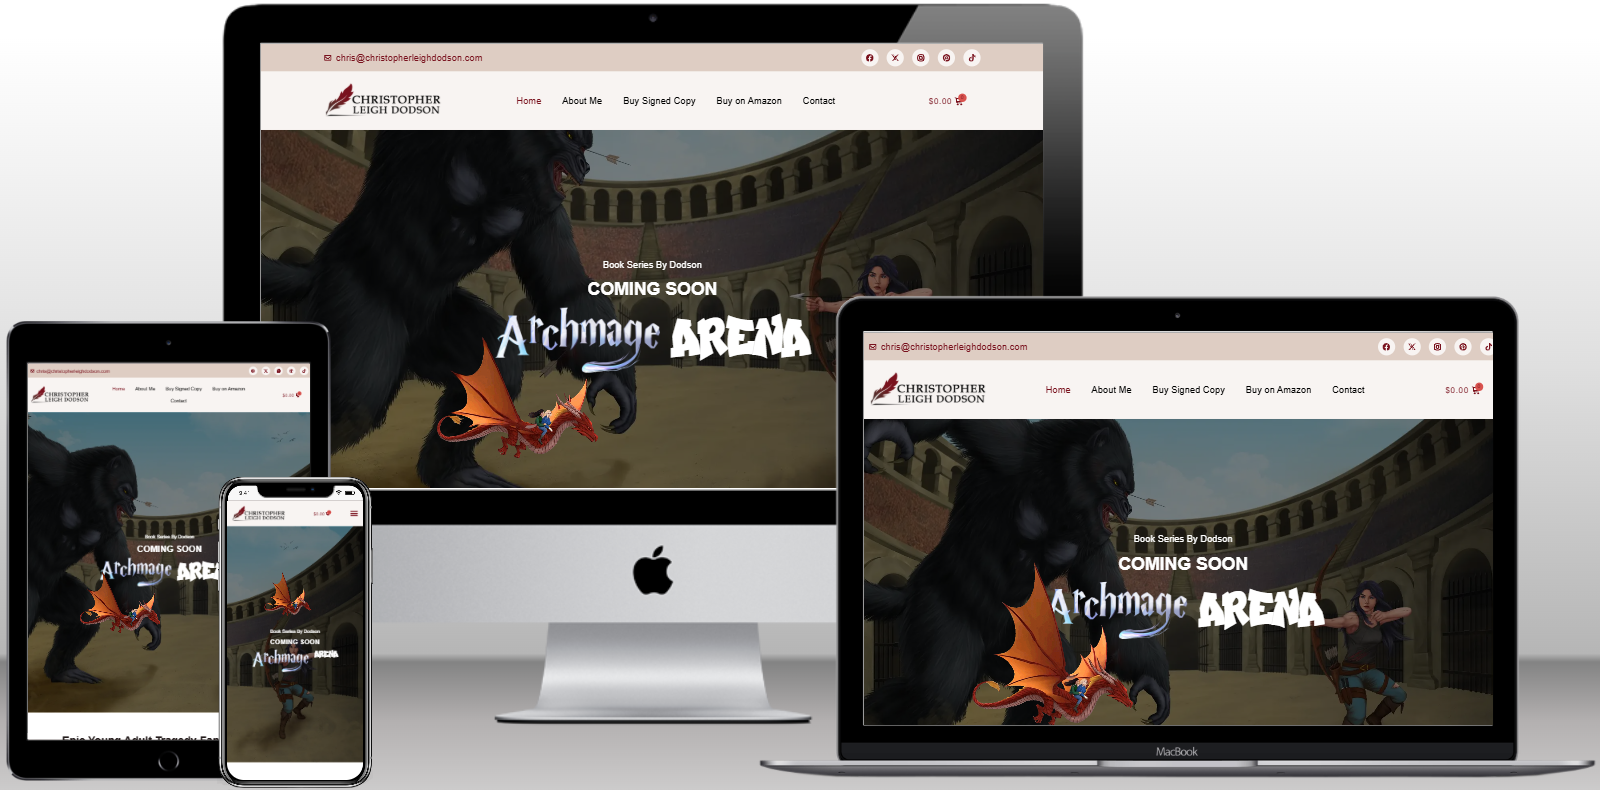 chris@christopherleighdodson.com
CHRISTOPHER
LEIGH DODSON
Home About Me Buy Signed Copy Buy on Amazon Contact
$0.00
Book Series By Dodson
COMING SOON
Archmage ARENA
chris@christopherleighdodson.com
CHRISTOPHER
LEIGH DODSON
Home About Me Buy Signed Copy Buy on Amazon
Contact
$0.00
Book Series By Dodson
COMING SOON
Archmage ARE
Epic Young Adult Tragedy Fan
9:41
CHRISTOPHER
LEIGH DODSON
$0.00
Book Series By Dodson
COMING SOON
Archmage ARENA
chris@christopherleighdodson.com
CHRISTOPHER
LEIGH DODSON
Home About Me Buy Signed Copy Buy on Amazon Contact
$0.00
Book Series By Dodson
COMING SOON
Archmage ARENA
MacBook